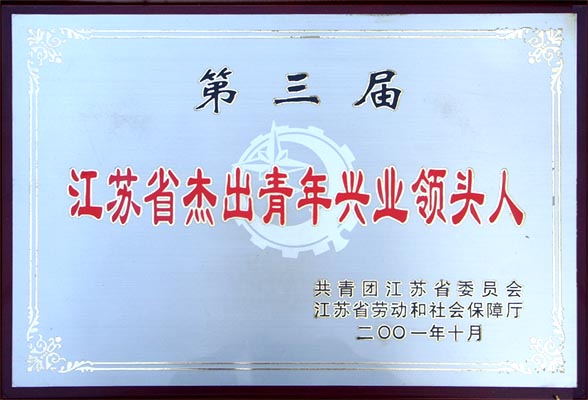 第三届
江苏省杰出青年兴业领头人
共青团江苏省委员会
江苏省劳动和社会保障厅
二〇〇一年十月